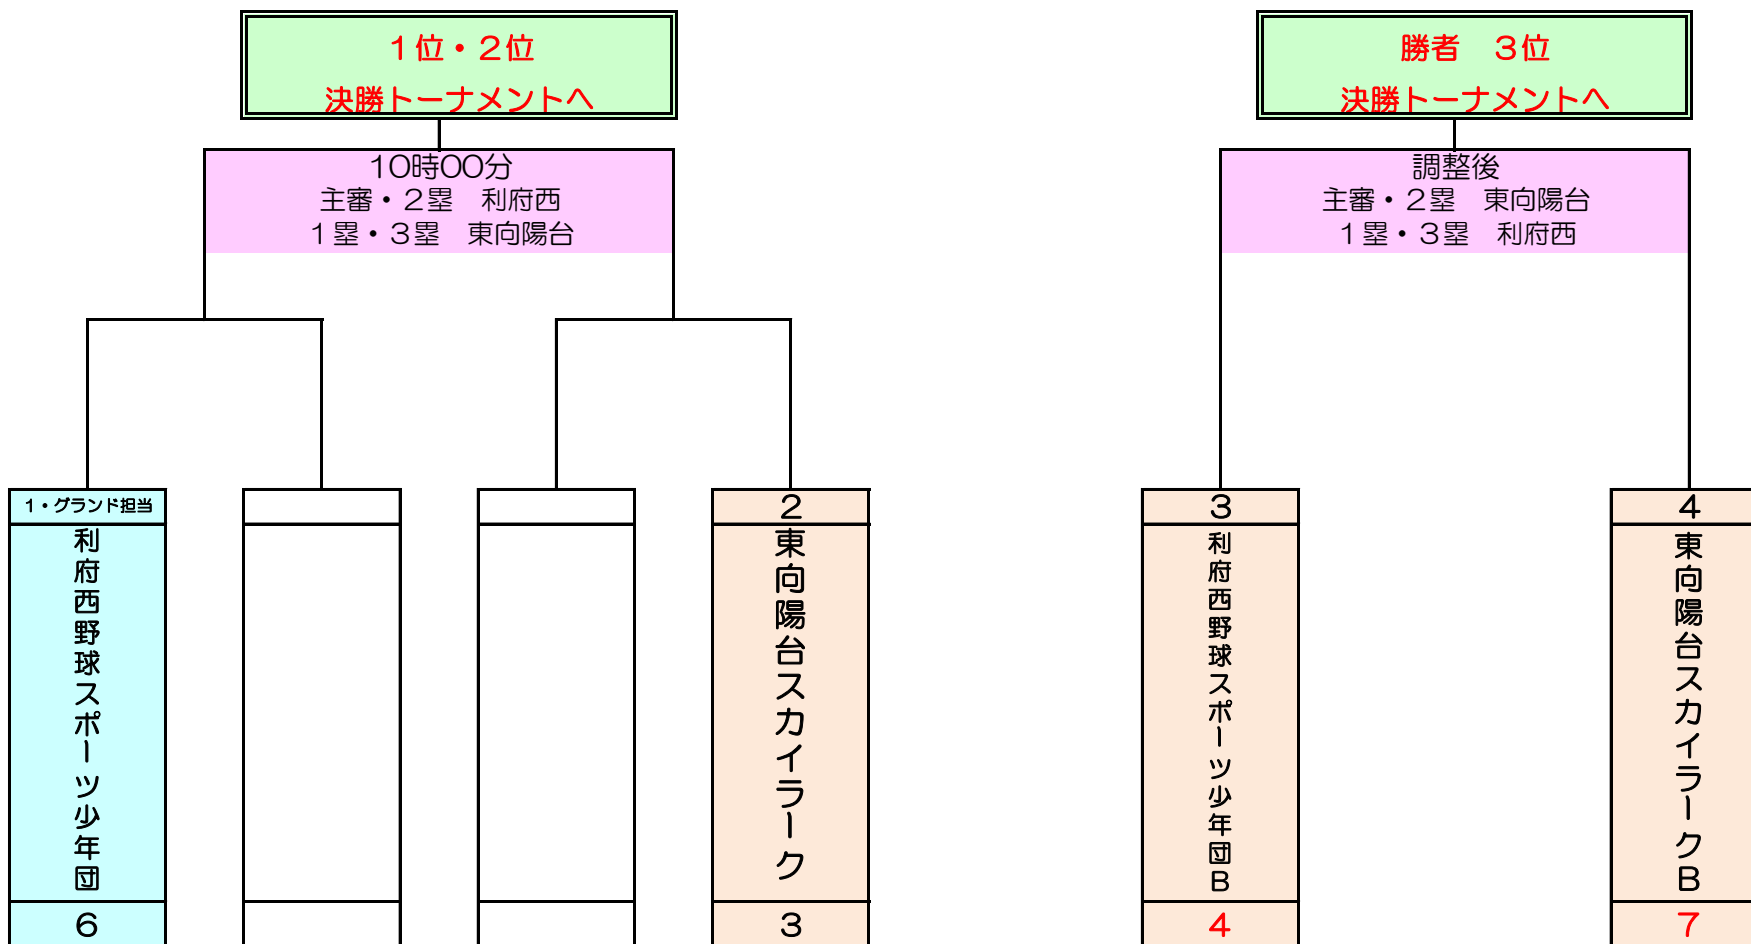 １位・２位
決勝トーナメントへ
10時00分
主審・２塁　利府西
１塁・３塁　東向陽台
1・グランド担当
利府西野球スポーツ少年団
6
2
東向陽台スカイラーク
3
勝者　３位
決勝トーナメントへ
調整後
主審・２塁　東向陽台
１塁・３塁　利府西
3
利府西野球スポーツ少年団B
4
4
東向陽台スカイラークB
7